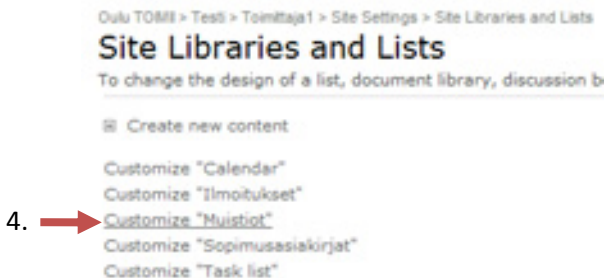 Oulu TOIMII > Testi > Toimittaja1 > Site Settings > Site Libraries and Lists
Site Libraries and Lists
To change the design of a list, document library, discussion
Create new content
Customize "Calendar"
Customize "Ilmoitukset"
4. Customize "Muistiot"
Customize "Sopimusasiakirjat"
Customize "Task list"